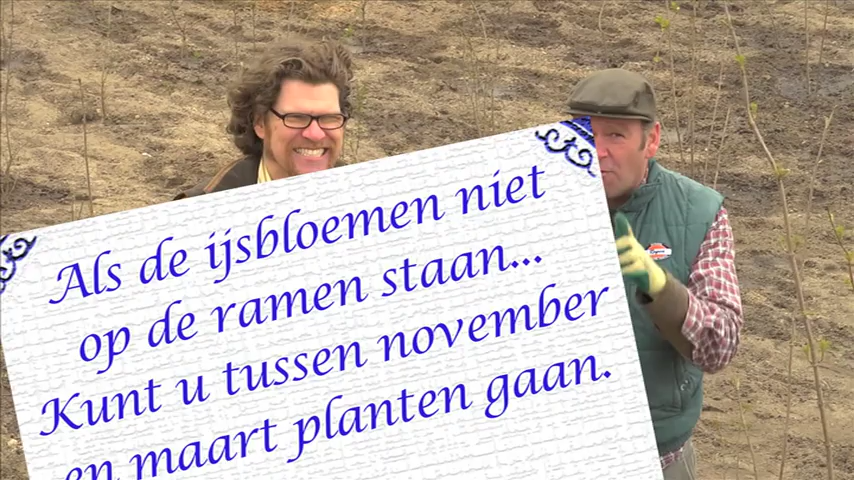 Als de ijsbloemen niet
op de ramen staan...
Kunt u tussen november
en maart planten gaan.